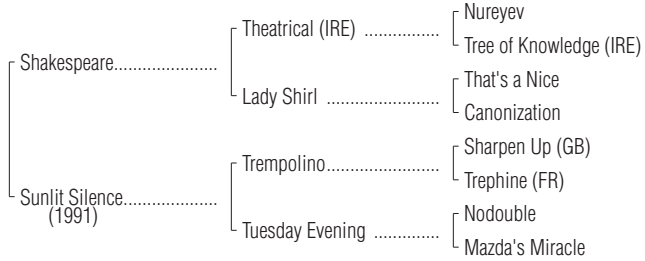 Nureyev
Theatrical (IRE) ................
Tree of Knowledge (IRE)
Shakespeare......................
That's a Nice
Lady Shirl ........................
Canonization
Sharpen Up (GB)
Trempolino........................
Trephine (FR)
Sunlit Silence....................
(1991)
Nodouble
Tuesday Evening ..............
Mazda's Miracle